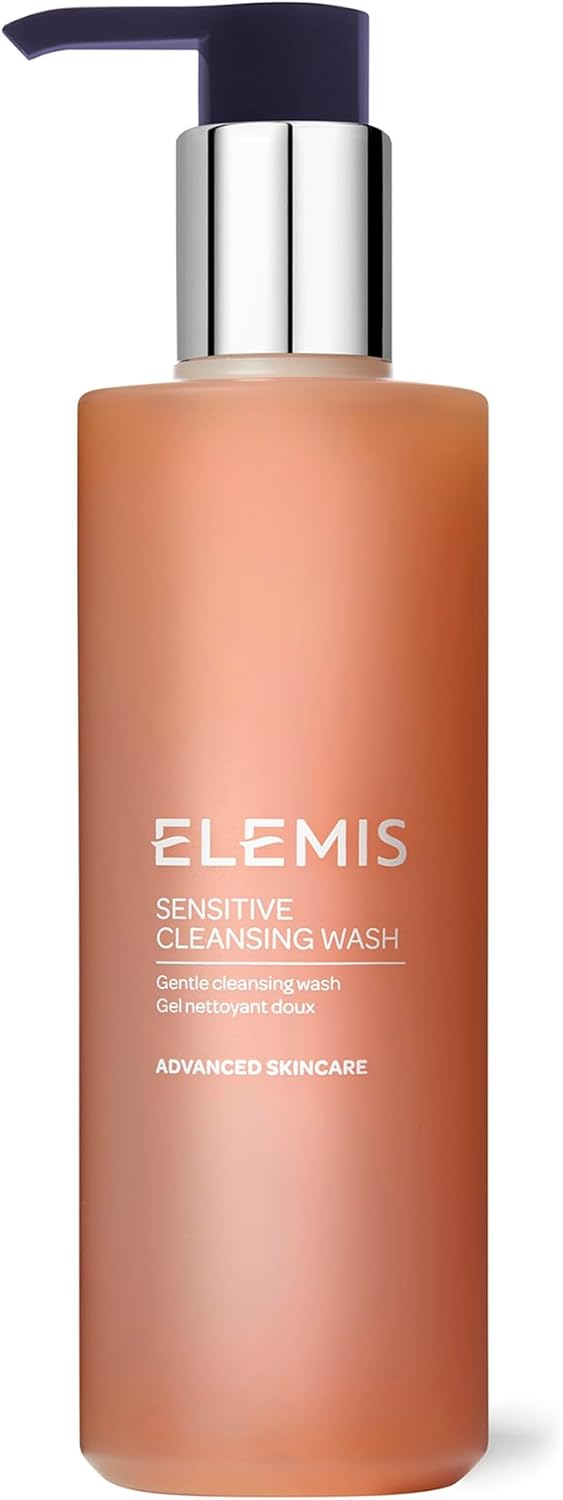 ELEMIS
SENSITIVE
CLEANSING WASH
Gentle cleansing wash
Gel nettoyant doux
ADVANCED SKINCARE